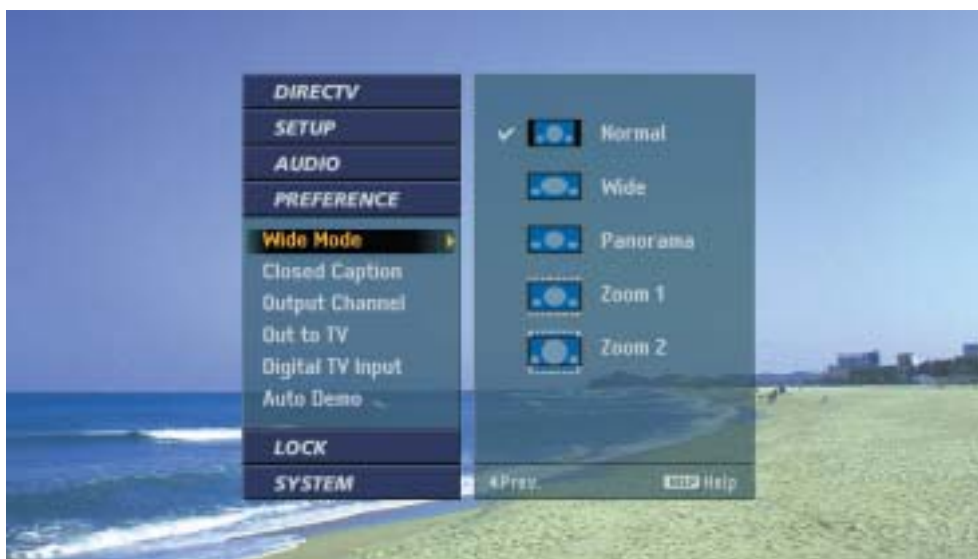 DIRECTV
SETUP
AUDIO
PREFERENCE
Wide Mode
Closed Caption
Output Channel
Out to TV
Digital TV Input
Auto Demo
LOCK
SYSTEM
Normal
Wide
Panorama
Zoom 1
Zoom 2
Prev.
HELP Help